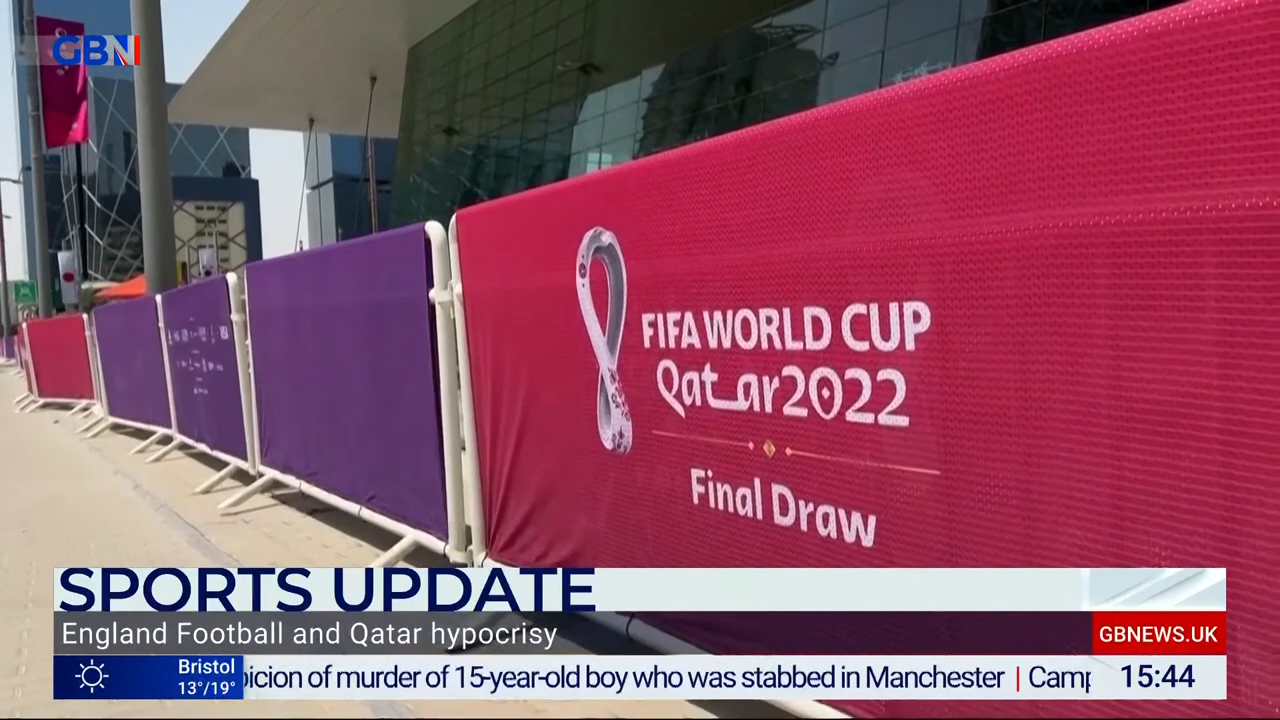 GBN
FIFA WORLD CUP
Qatar2022
Final Draw
SPORTS UPDATE
England Football and Qatar hypocrisy
GBNEWS.UK
Bristol
13°/19°
picion of murder of 15-year-old boy who was stabbed in Manchester | Camp
15:44